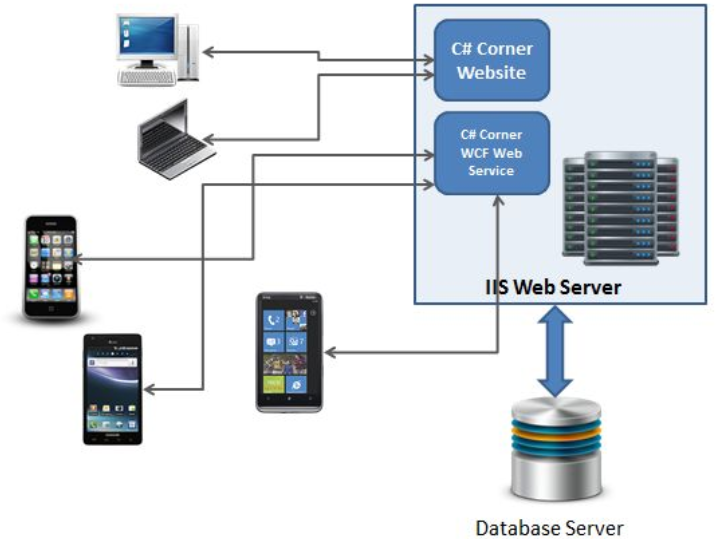 C# Corner
Website
C# Corner
WCF Web
Service
IIS Web Server
Database Server